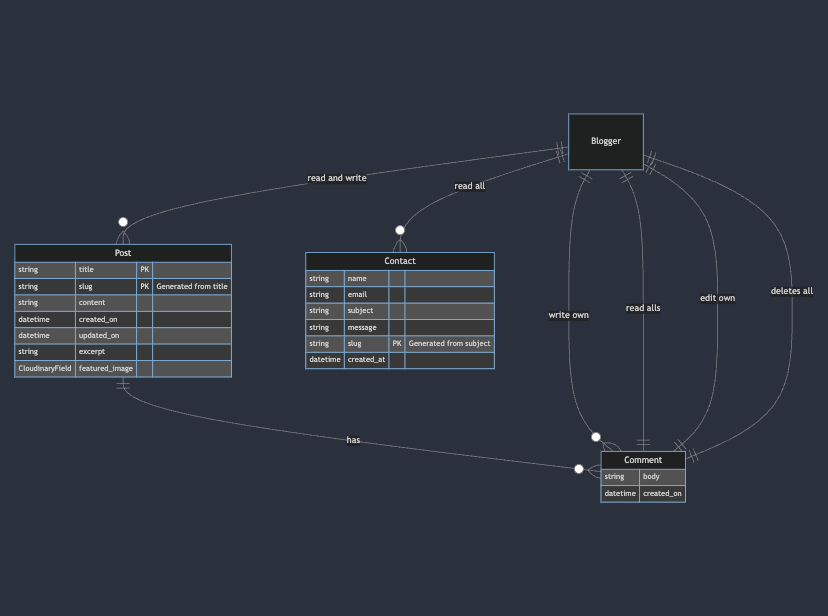 Blogger
read and write
read all
Post
string title PK
string slug PK Generated from title
string content
datetime created_on
datetime updated_on
string excerpt
CloudinaryField featured_image
Contact
string name
string email
string subject
string message
string slug PK Generated from subject
datetime created_at
write own
read alls
edit own
deletes all
has
Comment
string body
datetime created_on